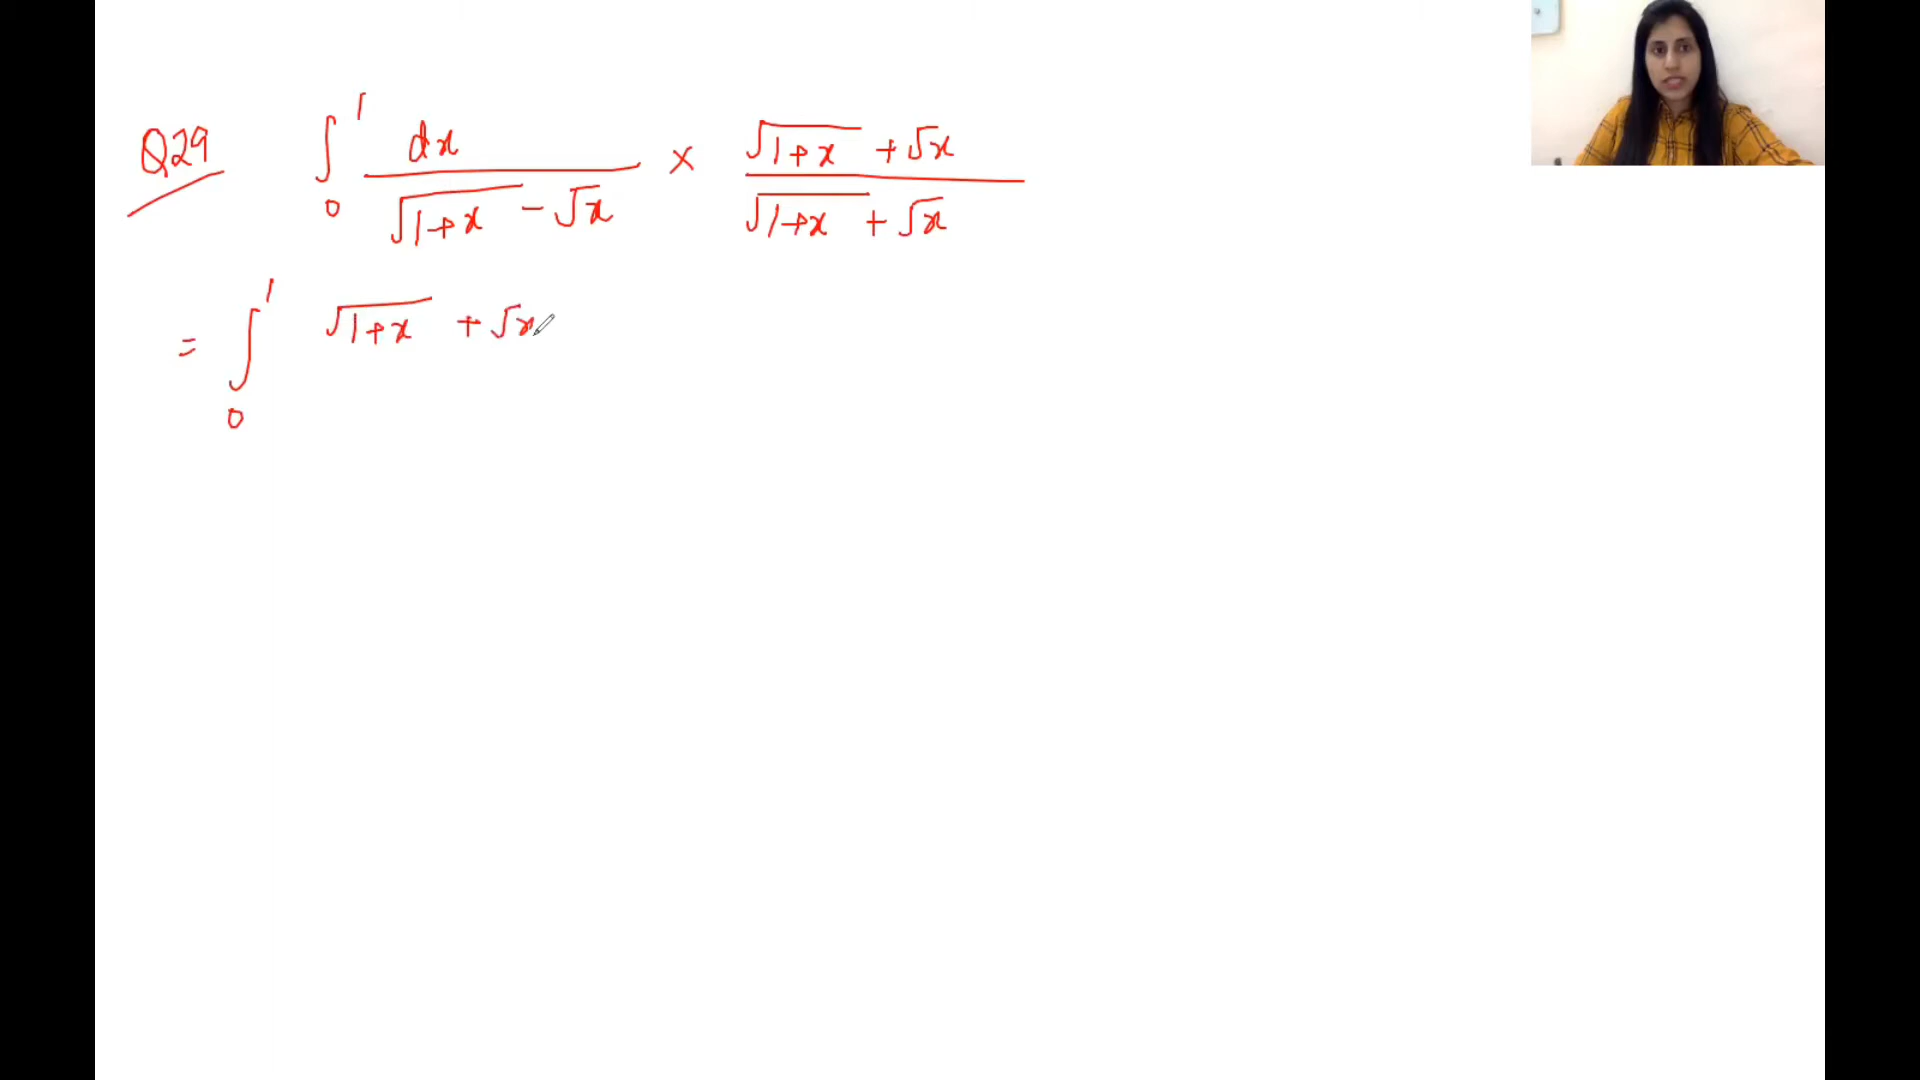 Q29 ∫₀¹ dx / (√(1+x) - √x) × (√(1+x) + √x) / (√(1+x) + √x)
= ∫₀¹ √(1+x) + √x